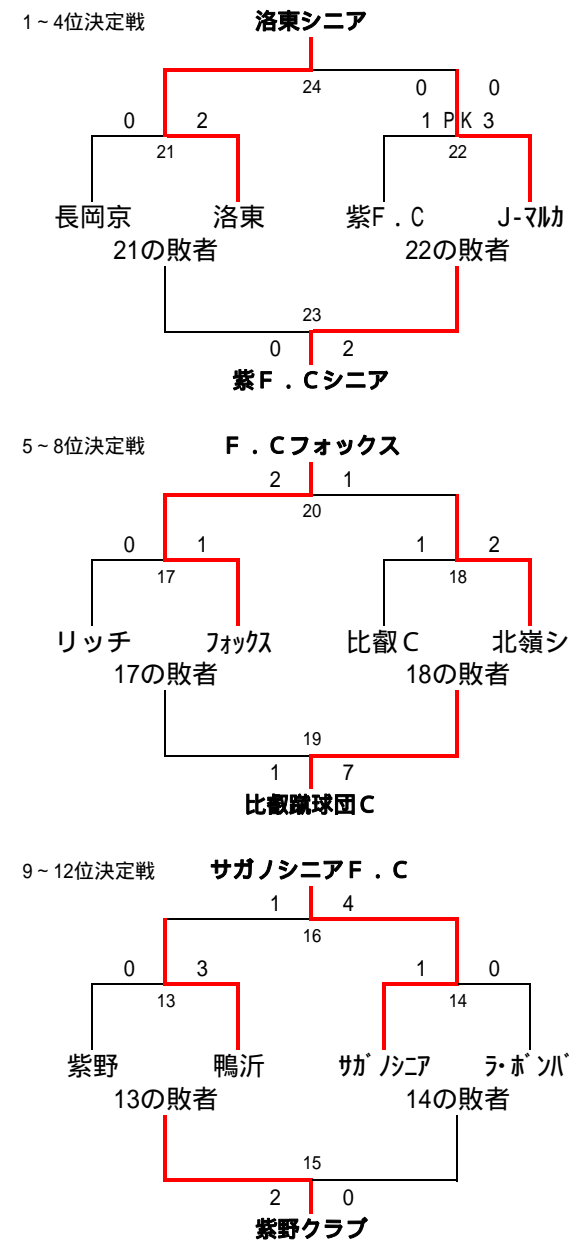 1~4位決定戦 洛東シニア
24 0 0
0 2 1 PK 3
21 22
長岡京 洛東 紫F.C J-マルカ
21の敗者 22の敗者
23
0 2
紫F.Cシニア
5~8位決定戦 F.Cフォックス
2 1
20
0 1 1 2
17 18
リッチ フォックス 比叡C 北嶺シ
17の敗者 18の敗者
19
1 7
比叡蹴球団C
9~12位決定戦 サガノシニアF.C
1 4
16
0 3 1 0
13 14
紫野 鴨浜 サガノシニア ラ・ボンバ
13の敗者 14の敗者
15
2 0
紫野クラブ